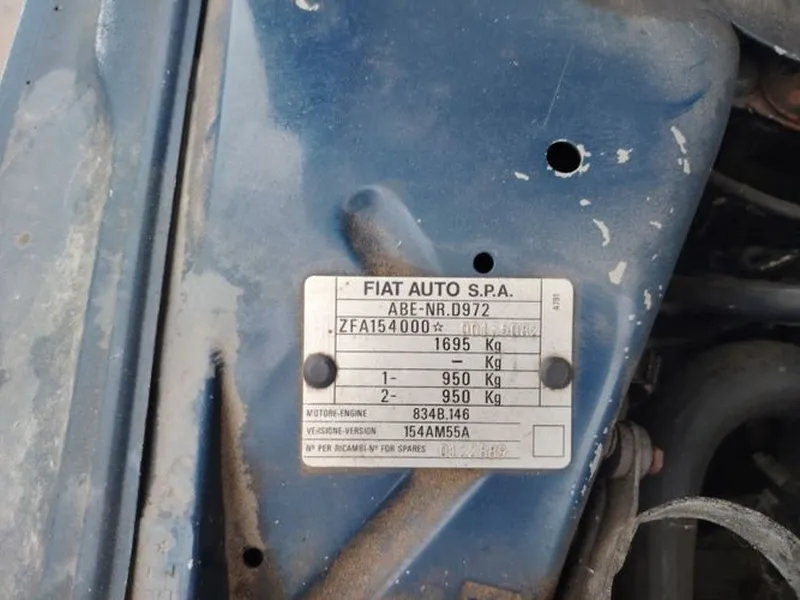 FIAT AUTO S.P.A.
A791
ABE-NR.D972
ZFA154000☆
1695 Kg
– Kg
1- 950 Kg
2- 950 Kg
MOTORE-ENGINE 834B.146
VERSIONE-VERSION 154AM55A
Nº PER RICAMBI-Nº FOR SPARES